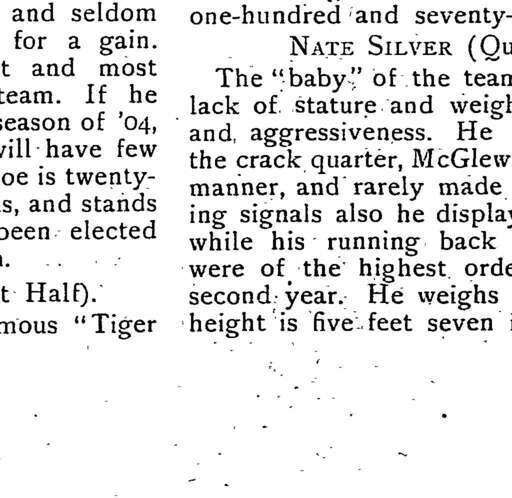 and seldom
for a gain.
t and most
team. If he
season of '04,
will have few
oe is twenty-
s, and stands
been elected
t Half).
mous "Tiger
one-hundred and seventy-
NATE SILVER (Qu
The "baby" of the team
lack of stature and weigh
and aggressiveness. He
the crack quarter, McGlew
manner, and rarely made
ing signals also he display
while his running back
were of the highest orde
second year. He weighs
height is five feet seven